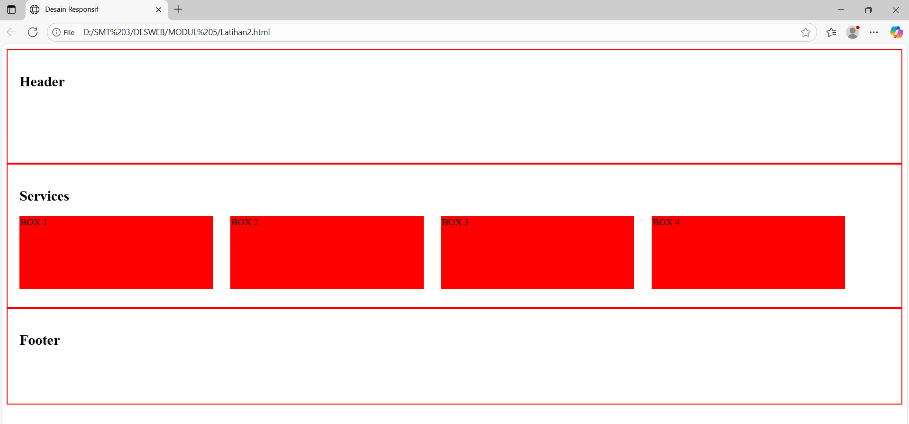 Desain Responsif
File D:/SMT%203/DESWEB/MODUL%205/Latihan2.html
Header
Services
BOX 1 BOX 2 BOX 3 BOX 4
Footer